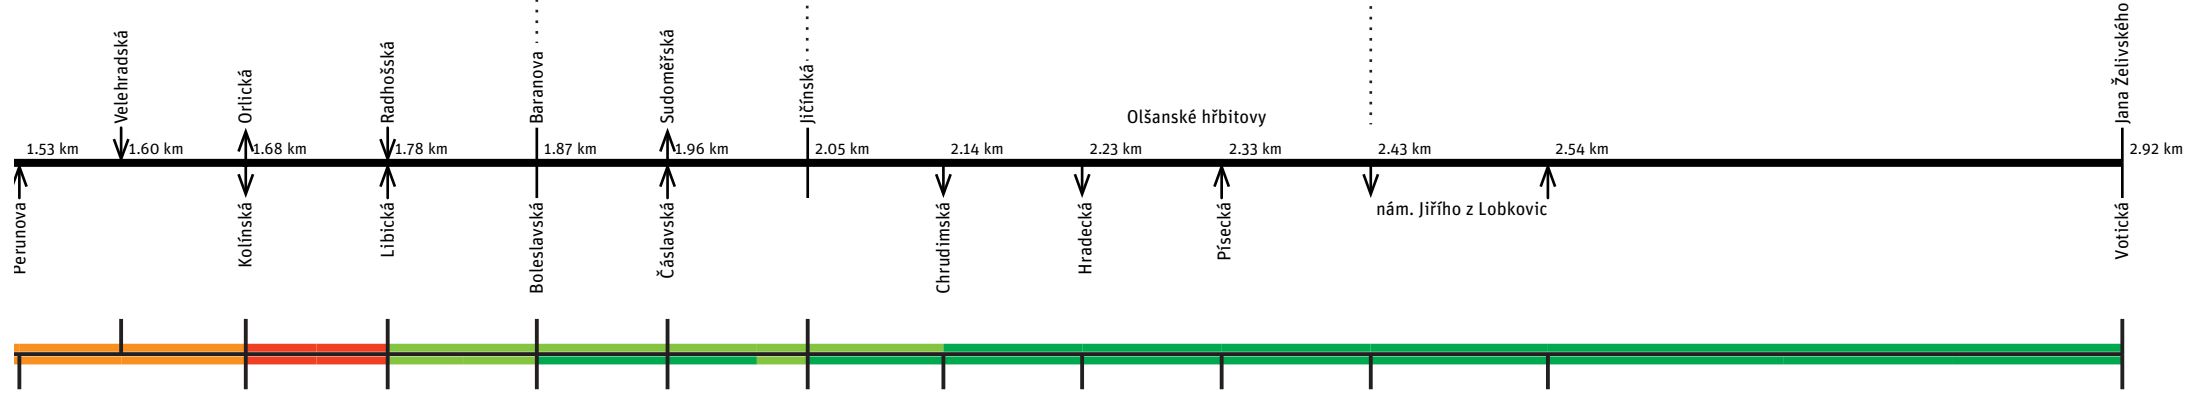 Velehradská
Orlická
Radhošská
Baranova
Sudoměřská
Jičínská
Olšanské hřbitovy
Jana Želivského
1.53 km
1.60 km
1.68 km
1.78 km
1.87 km
1.96 km
2.05 km
2.14 km
2.23 km
2.33 km
2.43 km
2.54 km
2.92 km
Perunova
Kolínská
Libická
Boleslavská
Čáslavská
Chrudimská
Hradecká
Písecká
nám. Jiřího z Lobkovic
Votická